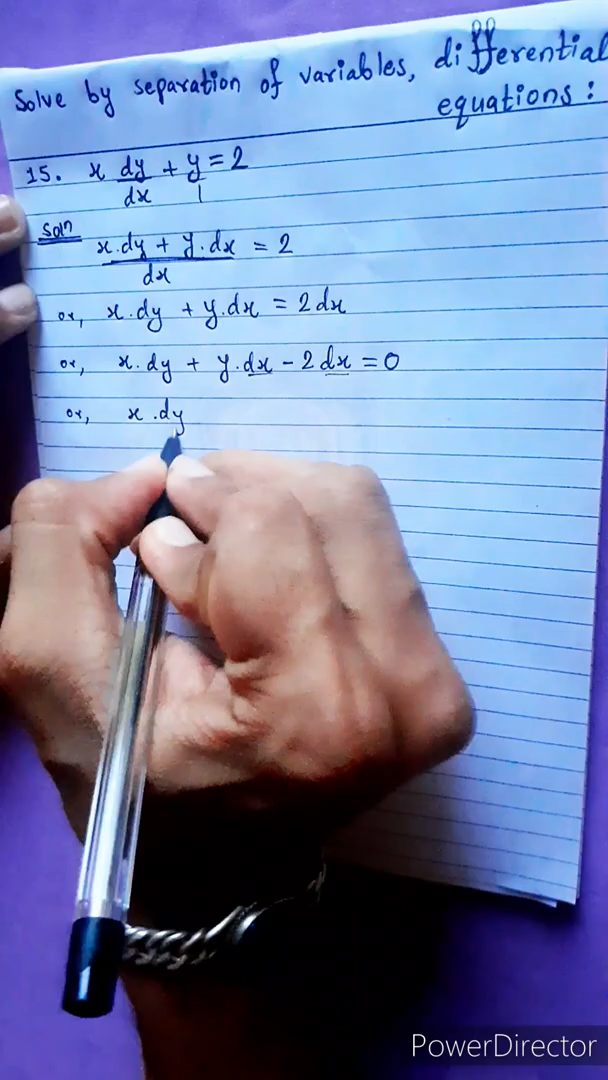 Solve by separation of variables, differential
equations :
15. x dy/dx + y/1 = 2
Soln
x.dy + y.dx / dx = 2
or, x.dy + y.dx = 2dx
or, x.dy + y.dx - 2dx = 0
or, x.dy
PowerDirector